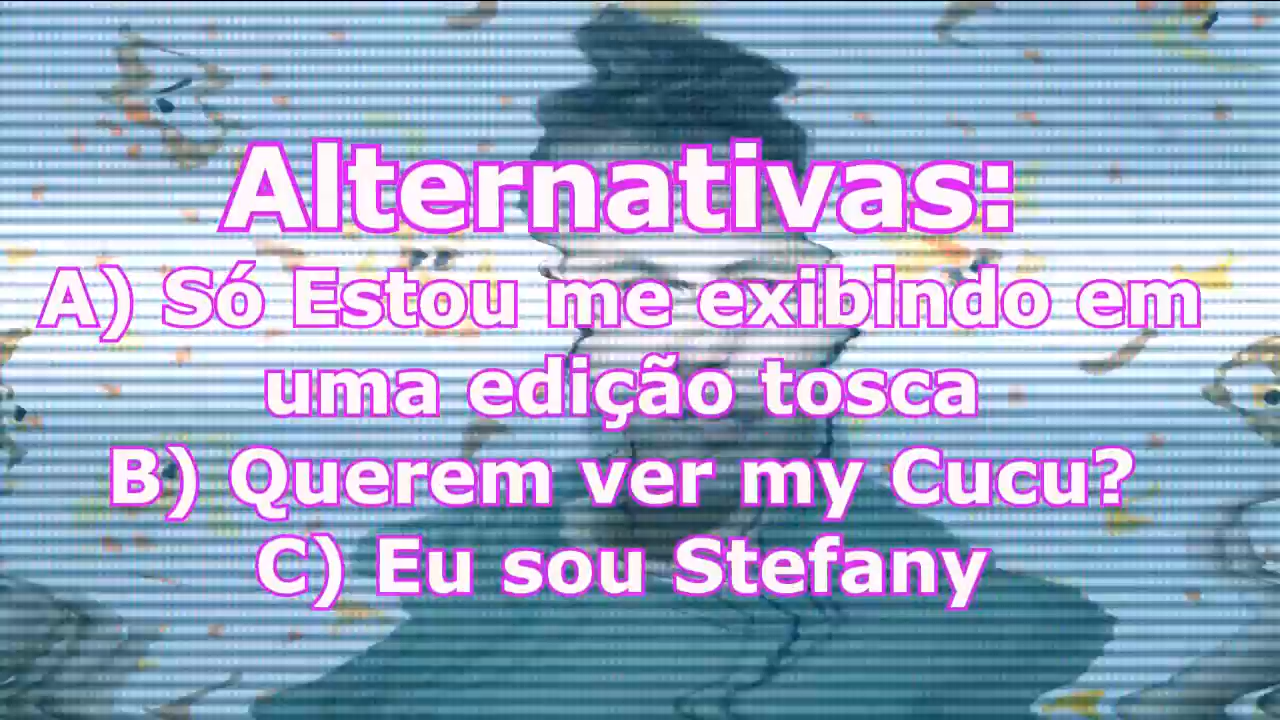 Alternativas:
A) Só Estou me exibindo em
uma edição tosca
B) Querem ver my Cucu?
C) Eu sou Stefany